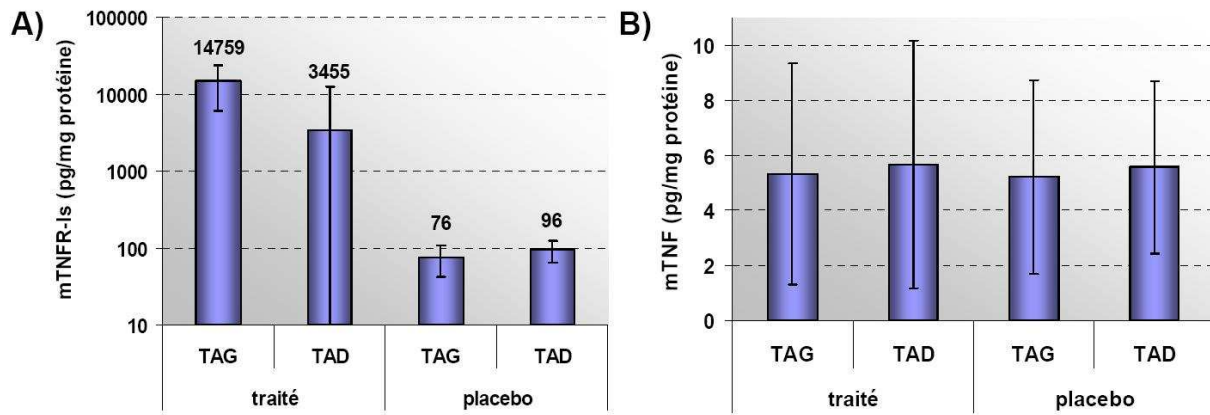 A)
mTNFR-Is (pg/mg protéine)
100000
10000
1000
100
10
14759
3455
76
96
TAG TAD TAG TAD
traité placebo
B)
mTNF (pg/mg protéine)
10
8
6
4
2
0
TAG TAD TAG TAD
traité placebo